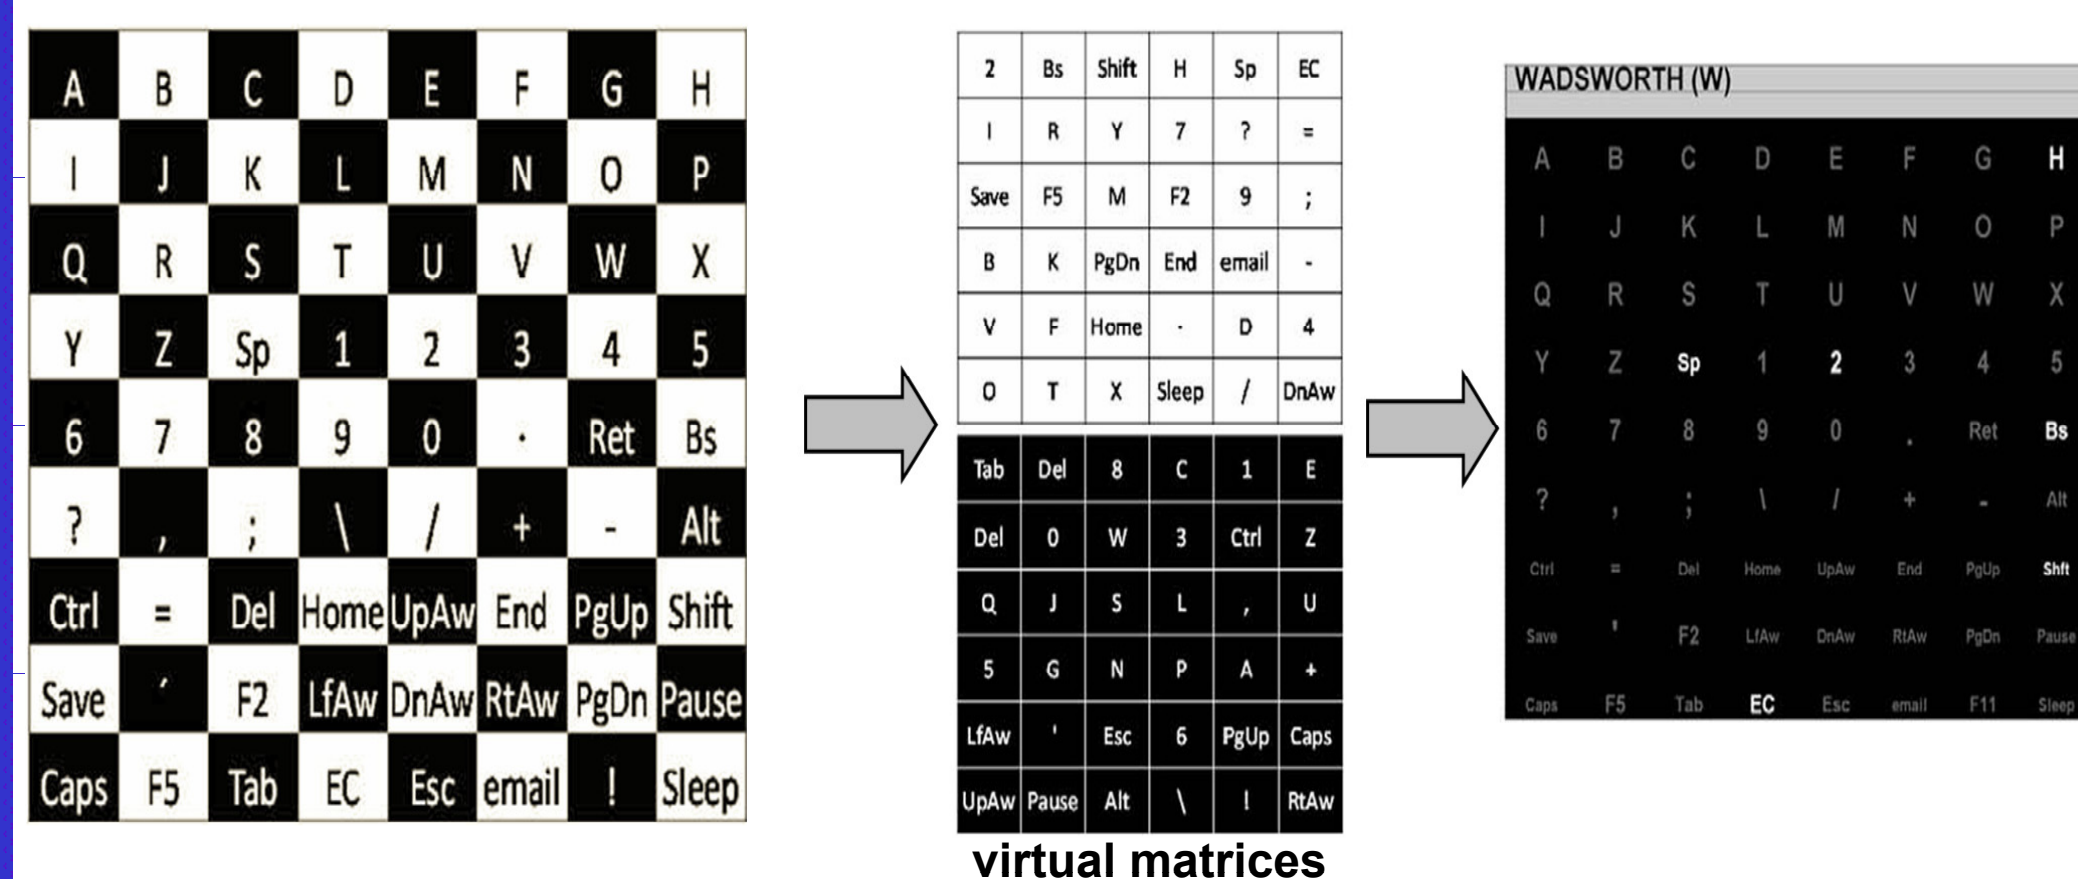 A B C D E F G H
I J K L M N O P
Q R S T U V W X
Y Z Sp 1 2 3 4 5
6 7 8 9 0 . Ret Bs
? , ; \ / + - Alt
Ctrl = Del Home UpAw End PgUp Shift
Save ´ F2 LfAw DnAw RtAw PgDn Pause
Caps F5 Tab EC Esc email ! Sleep
2 Bs Shift H Sp EC
I R Y 7 ? =
Save F5 M F2 9 ;
B K PgDn End email -
V F Home . D 4
O T X Sleep / DnAw
Tab Del 8 C 1 E
Del 0 W 3 Ctrl Z
Q J S L , U
5 G N P A +
LfAw ' Esc 6 PgUp Caps
UpAw Pause Alt \ ! RtAw
virtual matrices
WADSWORTH (W)
A B C D E F G H
I J K L M N O P
Q R S T U V W X
Y Z Sp 1 2 3 4 5
6 7 8 9 0 . Ret Bs
? , ; \ / + - Alt
Ctrl = Del Home UpAw End PgUp Shft
Save ' F2 LfAw DnAw RtAw PgDn Pause
Caps F5 Tab EC Esc email F11 Sleep